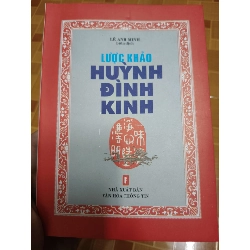 LÊ ANH MINH
LƯỢC KHẢO
HUỲNH
ĐÌNH
KINH
NHÀ XUẤT BẢN
VĂN HÓA THÔNG TIN